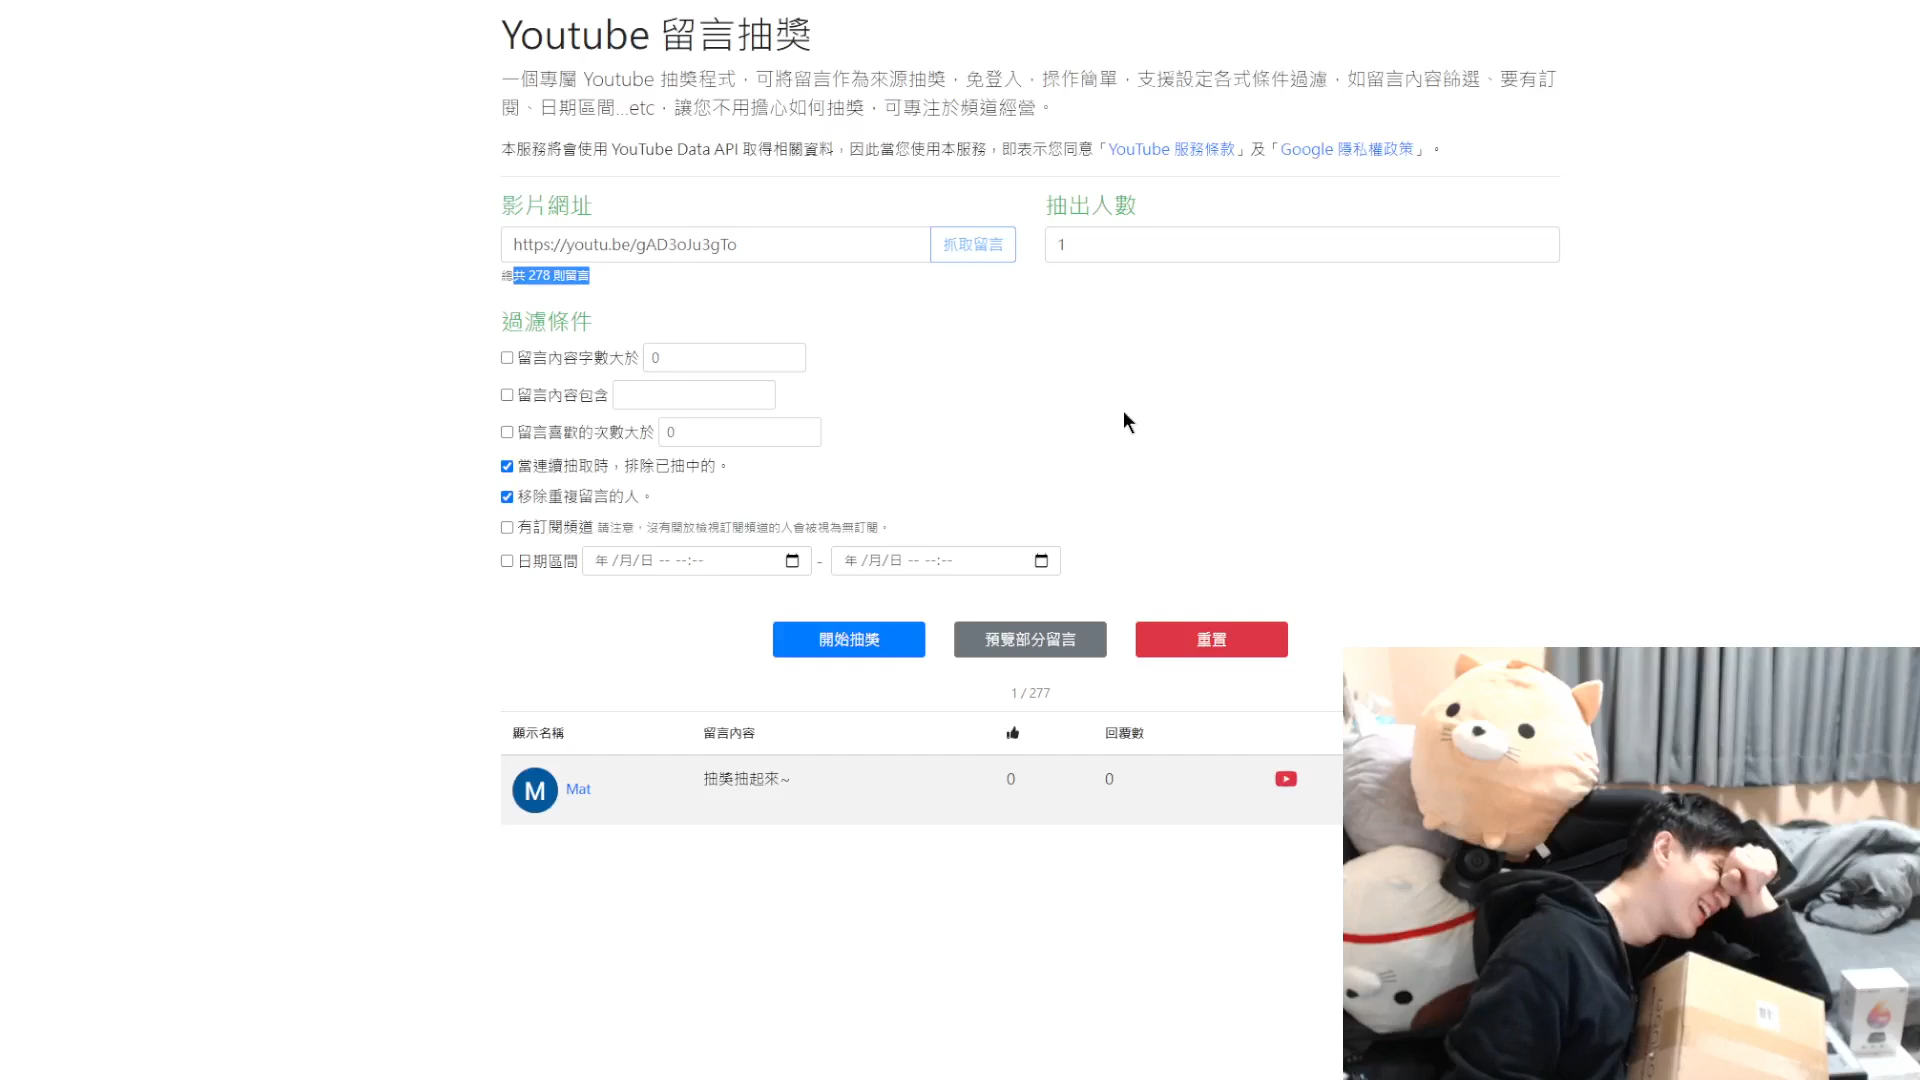 Youtube 留言抽獎
一個專屬 Youtube 抽獎程式，可將留言作為來源抽獎，免登入，操作簡單，支援設定各式條件過濾，如留言內容篩選、要有訂
閱、日期區間...etc，讓您不用擔心如何抽獎，可專注於頻道經營。
本服務將會使用 YouTube Data API 取得相關資料，因此當您使用本服務，即表示您同意「YouTube 服務條款」及「Google 隱私權政策」。
影片網址
抽出人數
https://youtu.be/gAD3oJu3gTo
抓取留言
1
總共 278 則留言
過濾條件
留言內容字數大於 0
留言內容包含
留言喜歡的次數大於 0
當連續抽取時，排除已抽中的。
移除重複留言的人。
有訂閱頻道 請注意，沒有開放檢視訂閱頻道的人會被視為無訂閱。
日期區間 年 /月/日 -- --:-- - 年 /月/日 -- --:--
開始抽獎
預覽部分留言
重置
1 / 277
顯示名稱 留言內容 回覆數
M Mat 抽獎抽起來~ 0 0